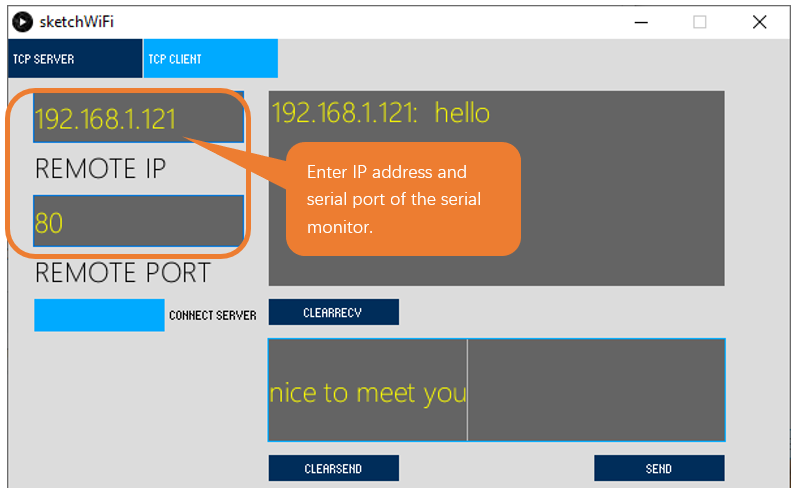 sketchWiFi
TCP SERVER
TCP CLIENT
192.168.1.121
REMOTE IP
80
REMOTE PORT
CONNECT SERVER
192.168.1.121: hello
Enter IP address and
serial port of the serial
monitor.
CLEARRECV
nice to meet you
CLEARSEND
SEND